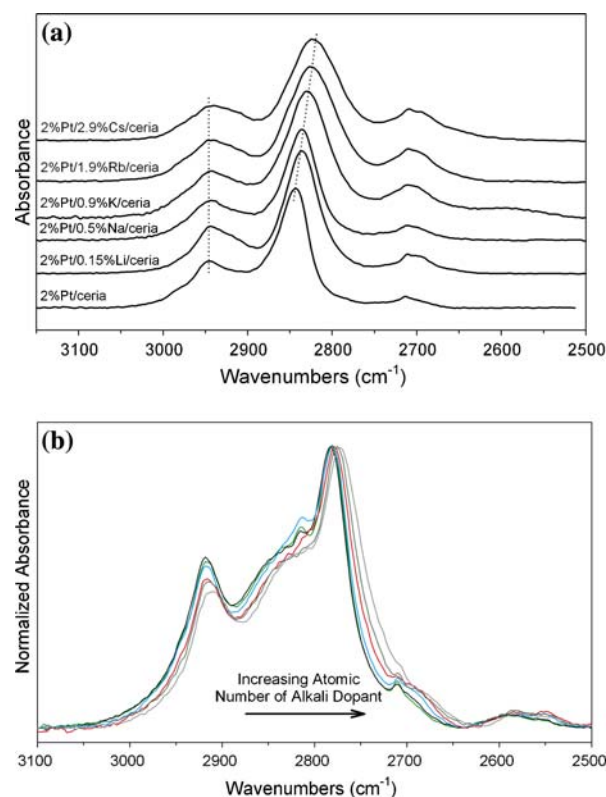 (a)
2%Pt/2.9%Cs/ceria
2%Pt/1.9%Rb/ceria
2%Pt/0.9%K/ceria
2%Pt/0.5%Na/ceria
2%Pt/0.15%Li/ceria
2%Pt/ceria
Absorbance
3100 3000 2900 2800 2700 2600 2500
Wavenumbers (cm-1)
(b)
Normalized Absorbance
Increasing Atomic
Number of Alkali Dopant
3100 3000 2900 2800 2700 2600 2500
Wavenumbers (cm-1)